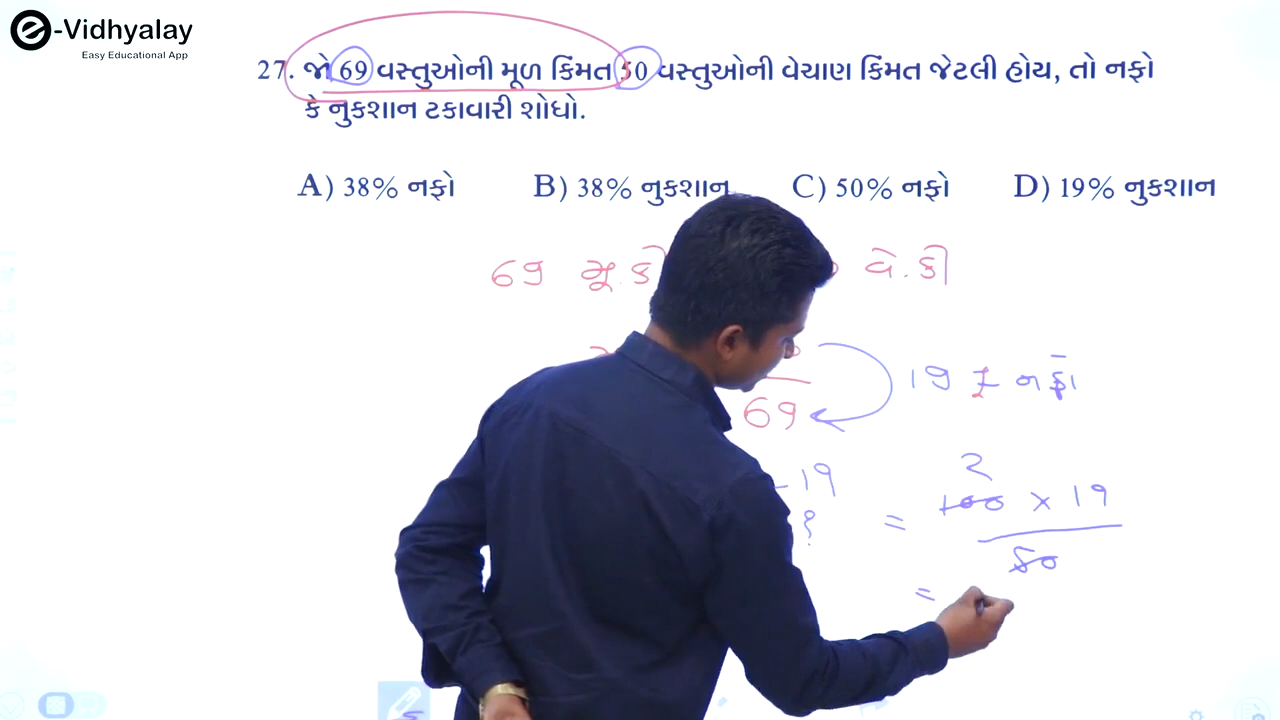 e-Vidhyalay
Easy Educational App
27. જો 69 વસ્તુઓની મૂળ કિંમત 50 વસ્તુઓની વેચાણ કિંમત જેટલી હોય, તો નફો
કે નુકશાન ટકાવારી શોધો.
A) 38% નફો B) 38% નુકશાન C) 50% નફો D) 19% નુકશાન
69 મૂ.કિ વે.કિ
69
19 રૂ નફો
- 19
?
2
= 100 x 19
50
=